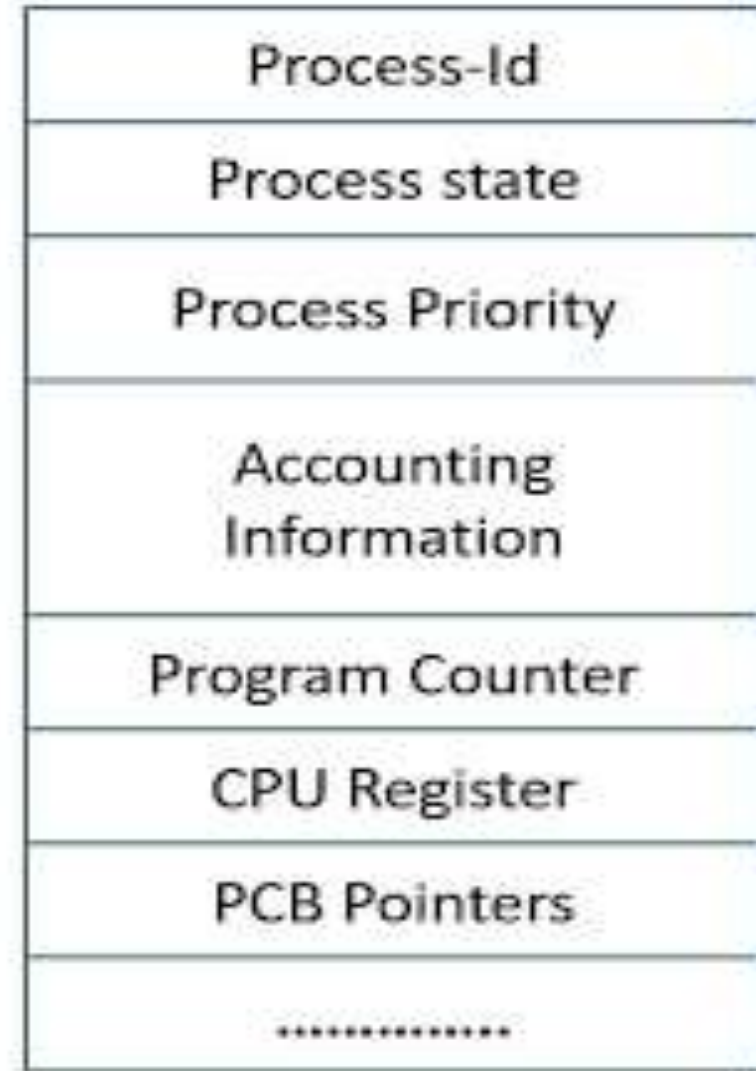 Process-Id
Process state
Process Priority
Accounting
Information
Program Counter
CPU Register
PCB Pointers
..............